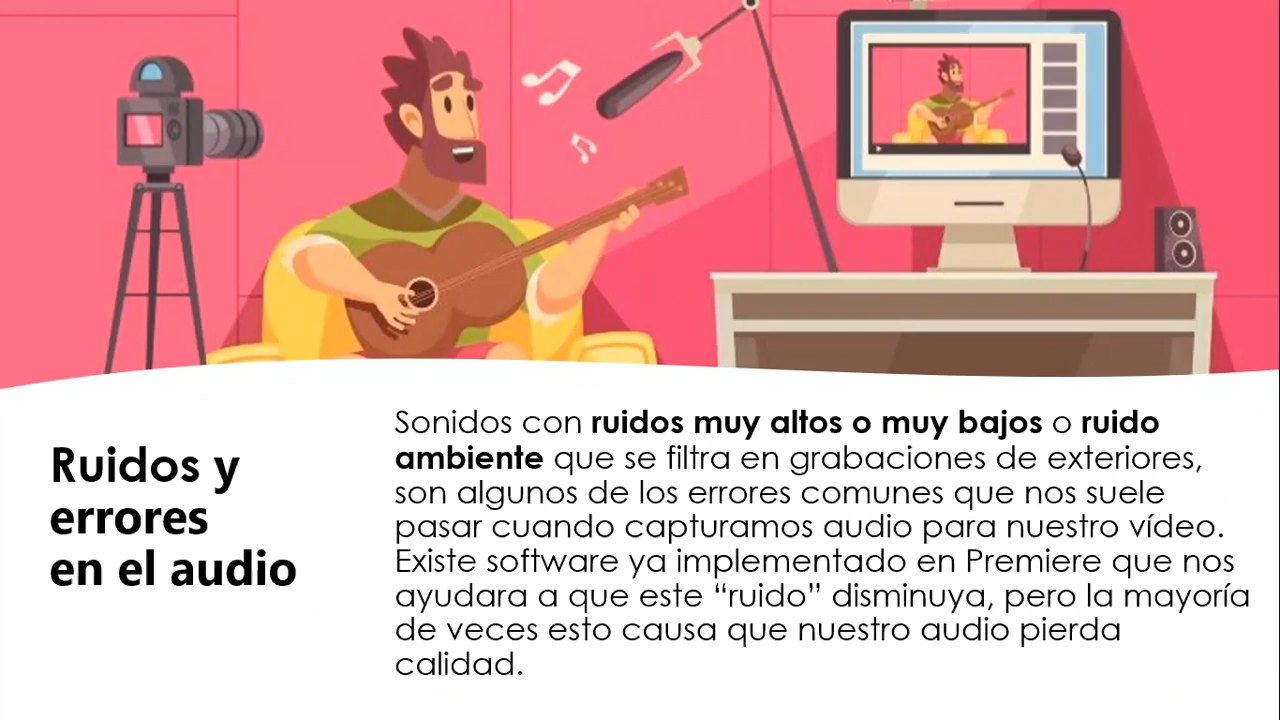 Ruidos y
errores
en el audio
Sonidos con ruidos muy altos o muy bajos o ruido
ambiente que se filtra en grabaciones de exteriores,
son algunos de los errores comunes que nos suele
pasar cuando capturamos audio para nuestro vídeo.
Existe software ya implementado en Premiere que nos
ayudara a que este “ruido” disminuya, pero la mayoría
de veces esto causa que nuestro audio pierda
calidad.